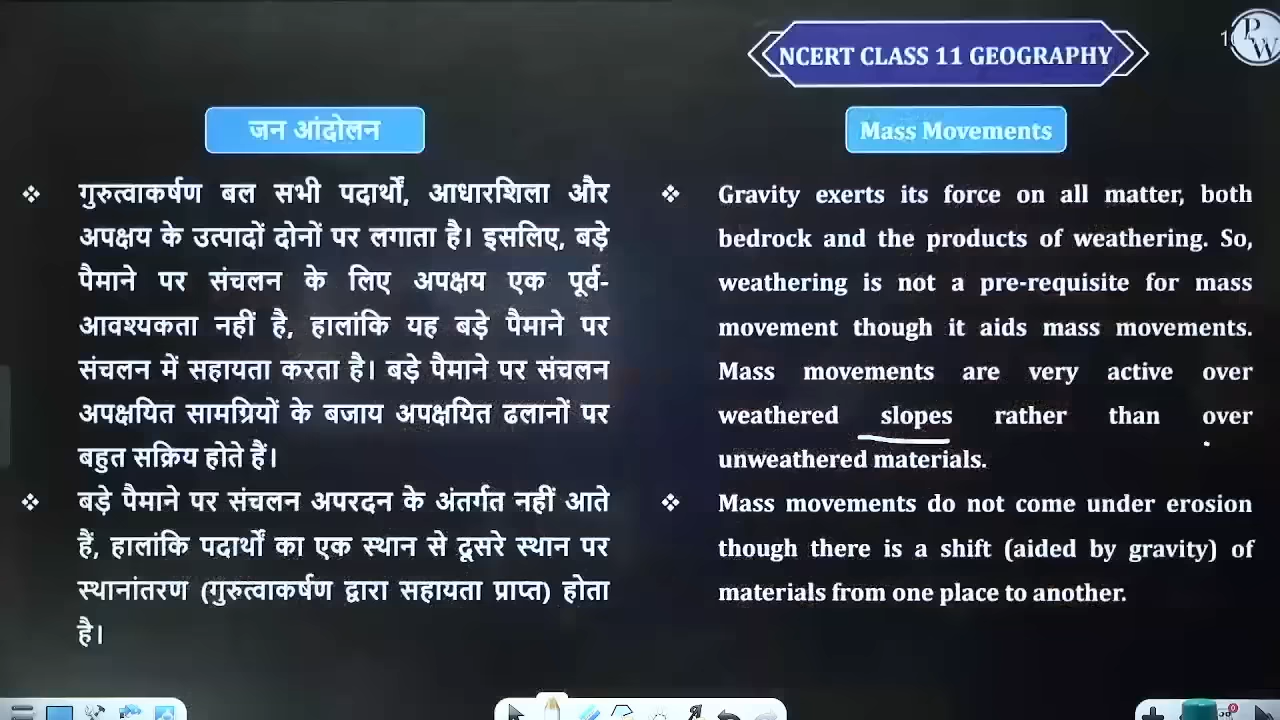 NCERT CLASS 11 GEOGRAPHY
PW
जन आंदोलन
गुरुत्वाकर्षण बल सभी पदार्थों, आधारशिला और
अपक्षय के उत्पादों दोनों पर लगाता है। इसलिए, बड़े
पैमाने पर संचलन के लिए अपक्षय एक पूर्व-
आवश्यकता नहीं है, हालांकि यह बड़े पैमाने पर
संचलन में सहायता करता है। बड़े पैमाने पर संचलन
अपक्षयित सामग्रियों के बजाय अपक्षयित ढलानों पर
बहुत सक्रिय होते हैं।
बड़े पैमाने पर संचलन अपरदन के अंतर्गत नहीं आते
हैं, हालांकि पदार्थों का एक स्थान से दूसरे स्थान पर
स्थानांतरण (गुरुत्वाकर्षण द्वारा सहायता प्राप्त) होता
है।
Mass Movements
Gravity exerts its force on all matter, both
bedrock and the products of weathering. So,
weathering is not a pre-requisite for mass
movement though it aids mass movements.
Mass movements are very active over
weathered slopes rather than over
unweathered materials.
Mass movements do not come under erosion
though there is a shift (aided by gravity) of
materials from one place to another.